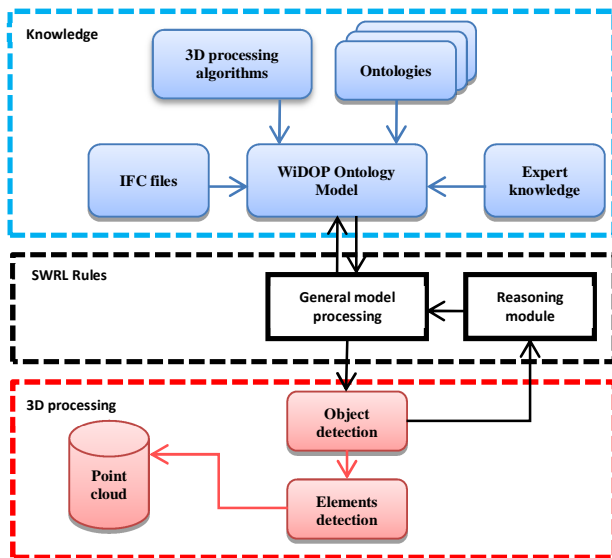 Knowledge
3D processing
algorithms
Ontologies
IFC files
WiDOP Ontology
Model
Expert
knowledge
SWRL Rules
General model
processing
Reasoning
module
3D processing
Object
detection
Point
cloud
Elements
detection